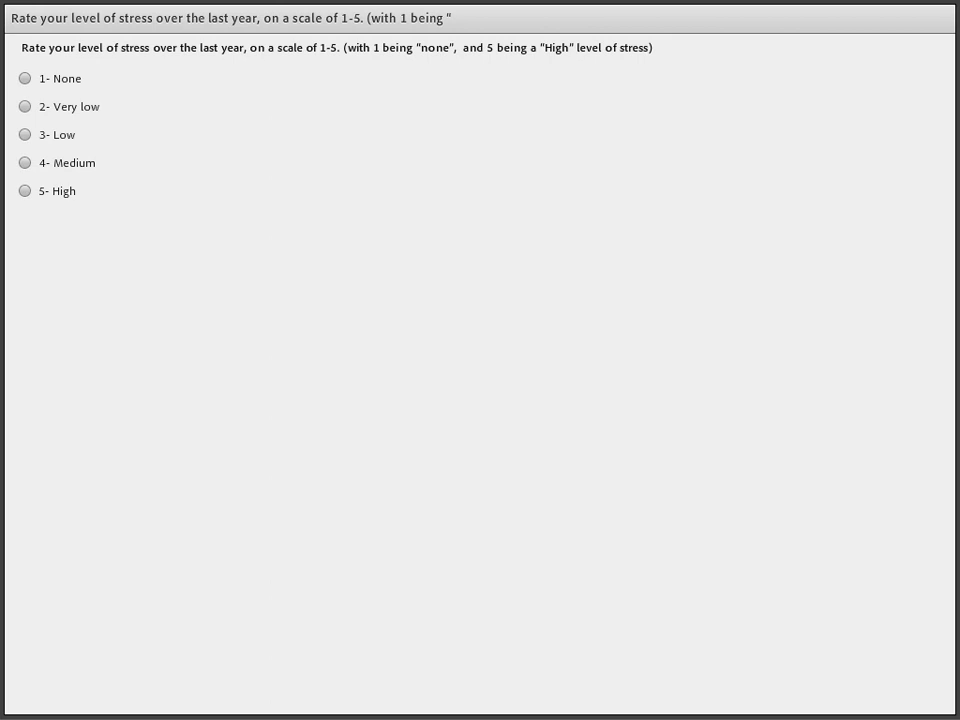 Rate your level of stress over the last year, on a scale of 1-5. (with 1 being "
Rate your level of stress over the last year, on a scale of 1-5. (with 1 being "none",  and 5 being a "High" level of stress)
1- None
2- Very low
3- Low
4- Medium
5- High